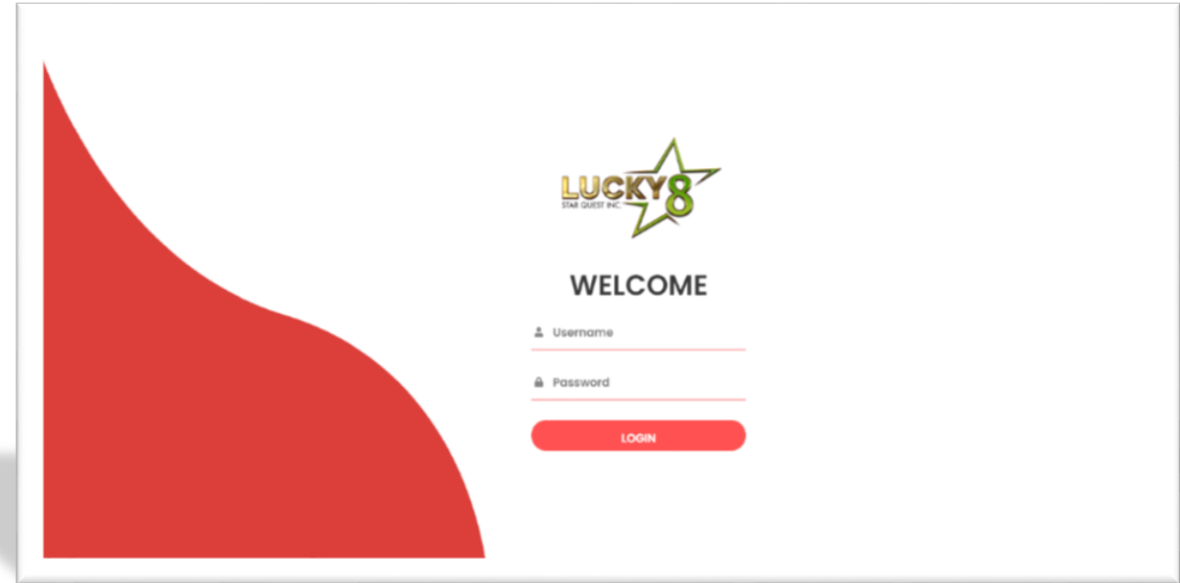 LUCKY8
STAR QUEST INC
WELCOME
Username
Password
LOGIN